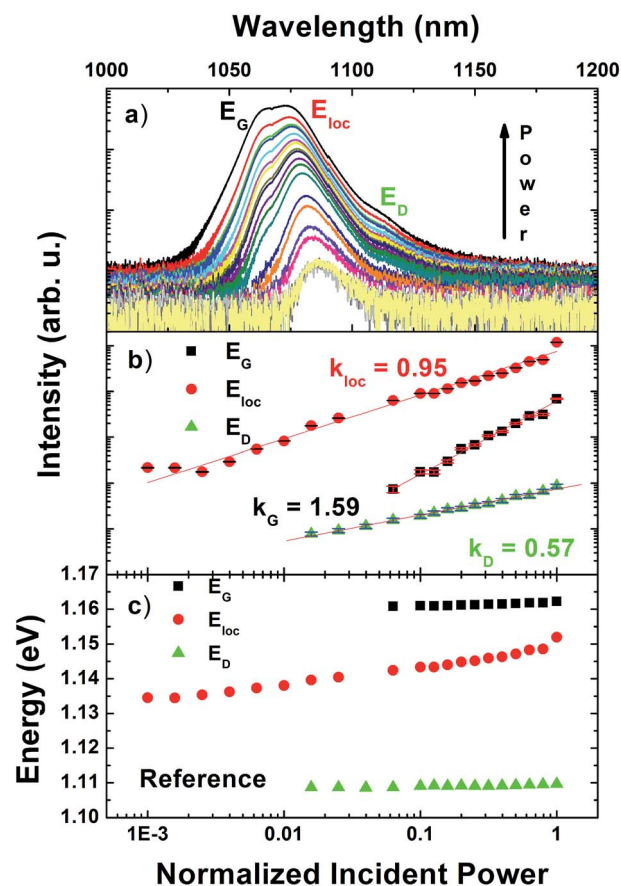 Wavelength (nm)
1000 1050 1100 1150 1200
a)
E_G
E_loc
E_D
Power
Intensity (arb. u.)
b)
E_G
E_loc
E_D
k_loc = 0.95
k_G = 1.59
k_D = 0.57
1.17
1.16
1.15
1.14
1.13
1.12
1.11
1.10
Energy (eV)
c)
E_G
E_loc
E_D
Reference
1E-3 0.01 0.1 1
Normalized Incident Power